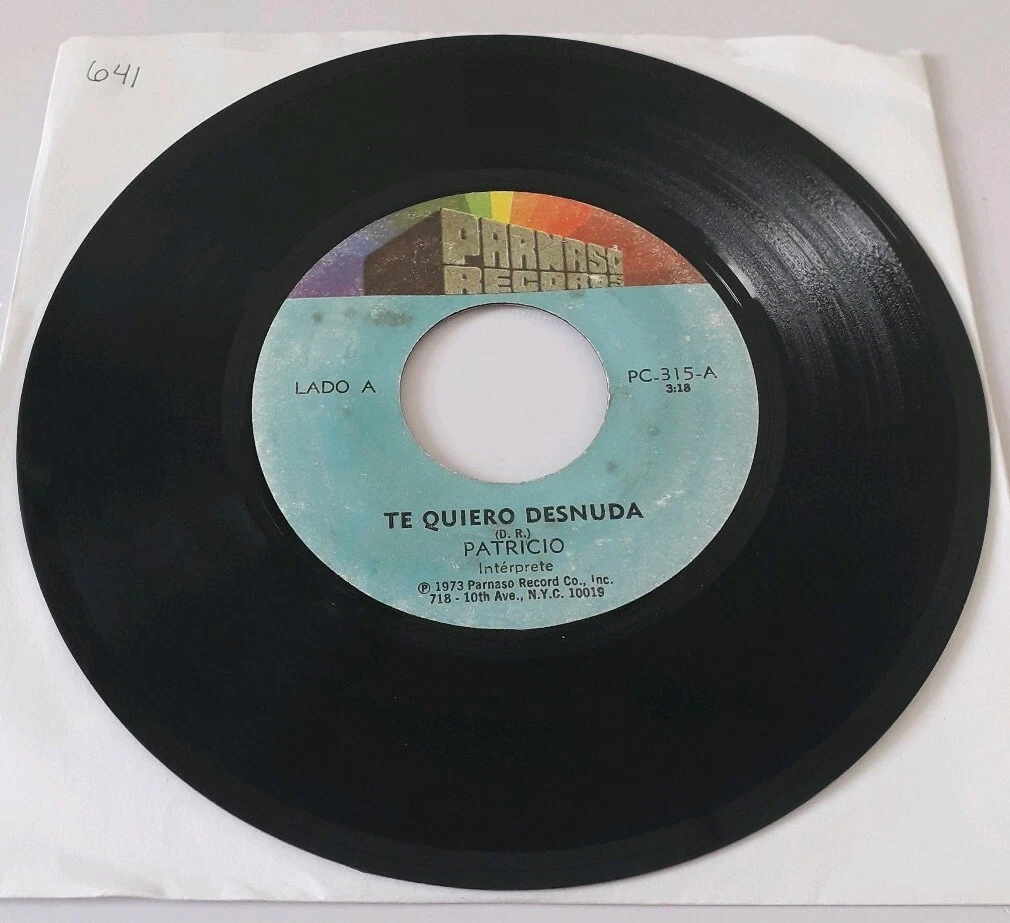 641
PARNASO
RECORDS
LADO A
PC-315-A
3:18
TE QUIERO DESNUDA
(D. R.)
PATRICIO
Intérprete
℗ 1973 Parnaso Record Co., Inc.
718 - 10th Ave., N.Y.C. 10019